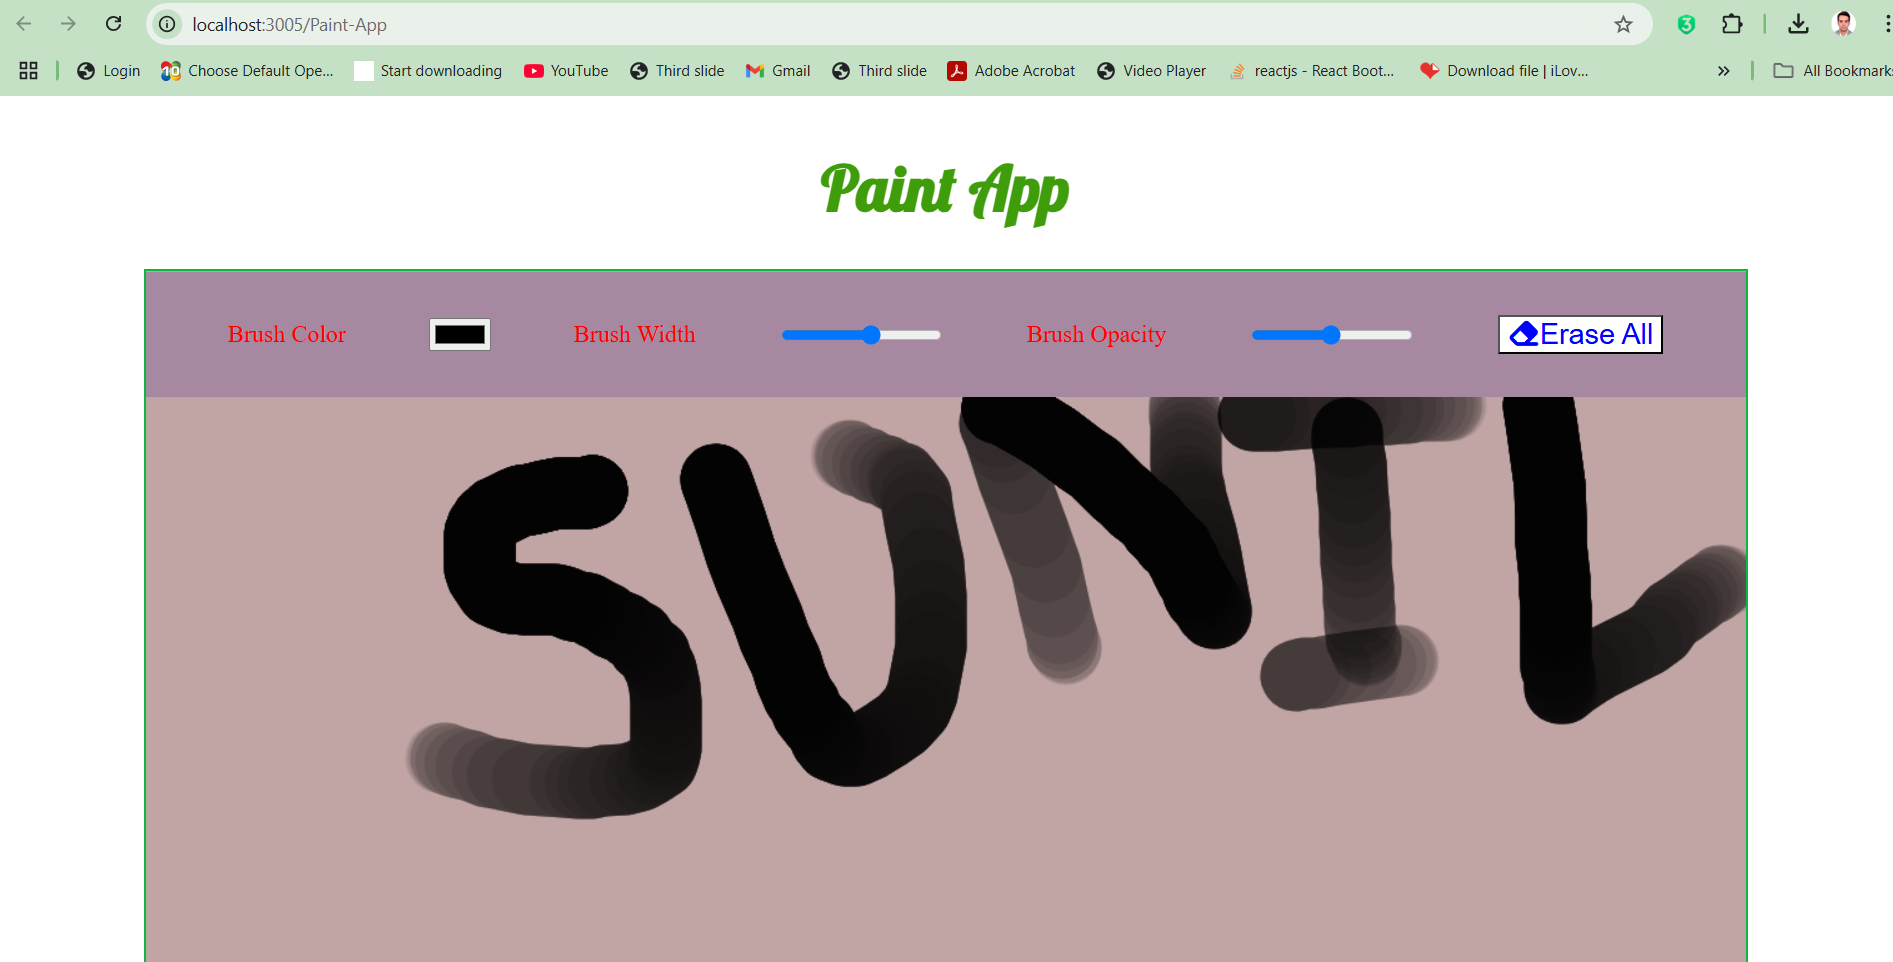 localhost:3005/Paint-App
Login Choose Default Ope... Start downloading YouTube Third slide Gmail Third slide Adobe Acrobat Video Player reactjs - React Boot... Download file | iLov... » All Bookmarks
Paint App
Brush Color Brush Width Brush Opacity Erase All
SUNIL